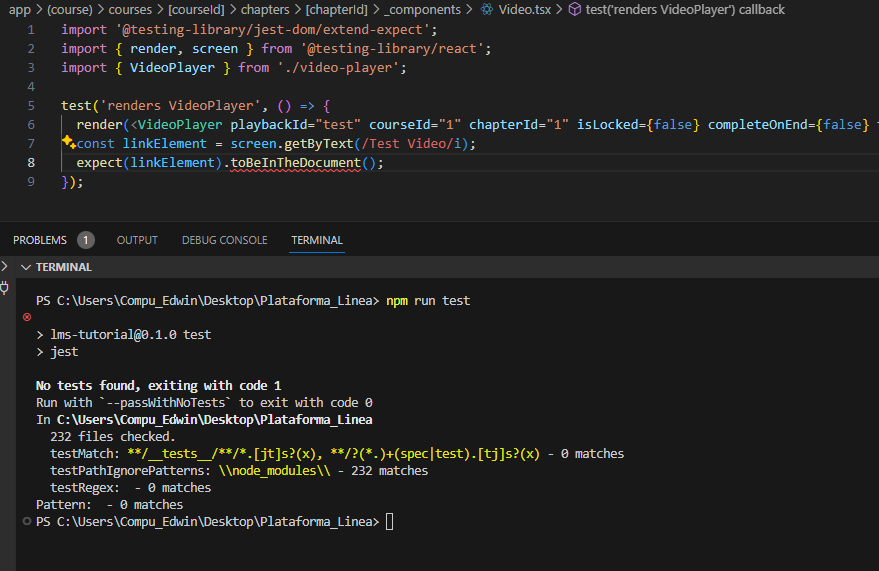 app > (course) > courses > [courseId] > chapters > [chapterId] > _components > Video.tsx > test('renders VideoPlayer') callback
1 import '@testing-library/jest-dom/extend-expect';
2 import { render, screen } from '@testing-library/react';
3 import { VideoPlayer } from './video-player';
4
5 test('renders VideoPlayer', () => {
6 render(<VideoPlayer playbackId="test" courseId="1" chapterId="1" isLocked={false} completeOnEnd={false}
7 const linkElement = screen.getByText(/Test Video/i);
8 expect(linkElement).toBeInTheDocument();
9 });
PROBLEMS 1 OUTPUT DEBUG CONSOLE TERMINAL
TERMINAL
PS C:\Users\Compu_Edwin\Desktop\Plataforma_Linea> npm run test
> lms-tutorial@0.1.0 test
> jest
No tests found, exiting with code 1
Run with `--passWithNoTests` to exit with code 0
In C:\Users\Compu_Edwin\Desktop\Plataforma_Linea
232 files checked.
testMatch: **/__tests__/**/*.[jt]s?(x), **/?(*.)+(spec|test).[tj]s?(x) - 0 matches
testPathIgnorePatterns: \\node_modules\\ - 232 matches
testRegex:  - 0 matches
Pattern:  - 0 matches
PS C:\Users\Compu_Edwin\Desktop\Plataforma_Linea>